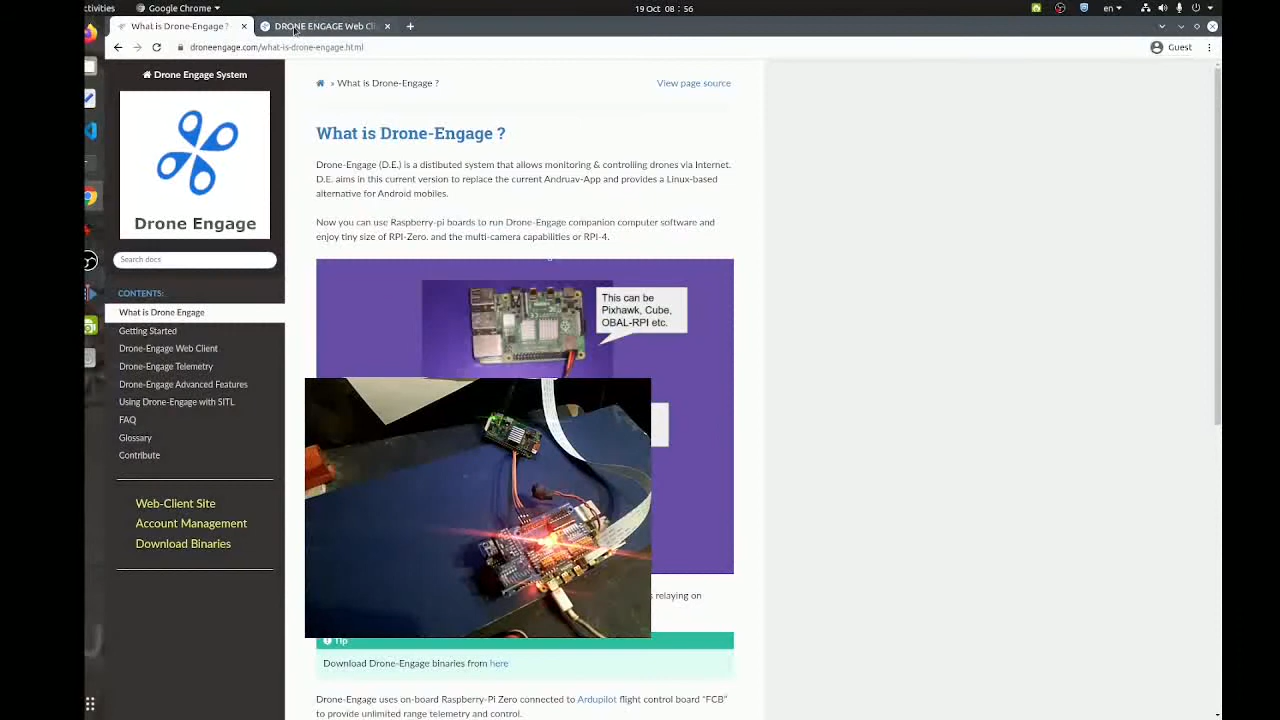 ctivities
Google Chrome
19 Oct 08 : 56
en
What is Drone-Engage ?
DRONE ENGAGE Web Cli
droneengage.com/what-is-drone-engage.html
Guest
Drone Engage System
Drone Engage
Search docs
CONTENTS:
What is Drone Engage
Getting Started
Drone-Engage Web Client
Drone-Engage Telemetry
Drone-Engage Advanced Features
Using Drone-Engage with SITL
FAQ
Glossary
Contribute
Web-Client Site
Account Management
Download Binaries
» What is Drone-Engage ?
View page source
What is Drone-Engage ?
Drone-Engage (D.E.) is a distibuted system that allows monitoring & controlling drones via Internet.
D.E. aims in this current version to replace the current Andruav-App and provides a Linux-based
alternative for Android mobiles.
Now you can use Raspberry-pi boards to run Drone-Engage companion computer software and
enjoy tiny size of RPI-Zero. and the multi-camera capabilities or RPI-4.
This can be
Pixhawk, Cube,
OBAL-RPI etc.
s relaying on
Tip
Download Drone-Engage binaries from here
Drone-Engage uses on-board Raspberry-Pi Zero connected to Ardupilot flight control board “FCB”
to provide unlimited range telemetry and control.